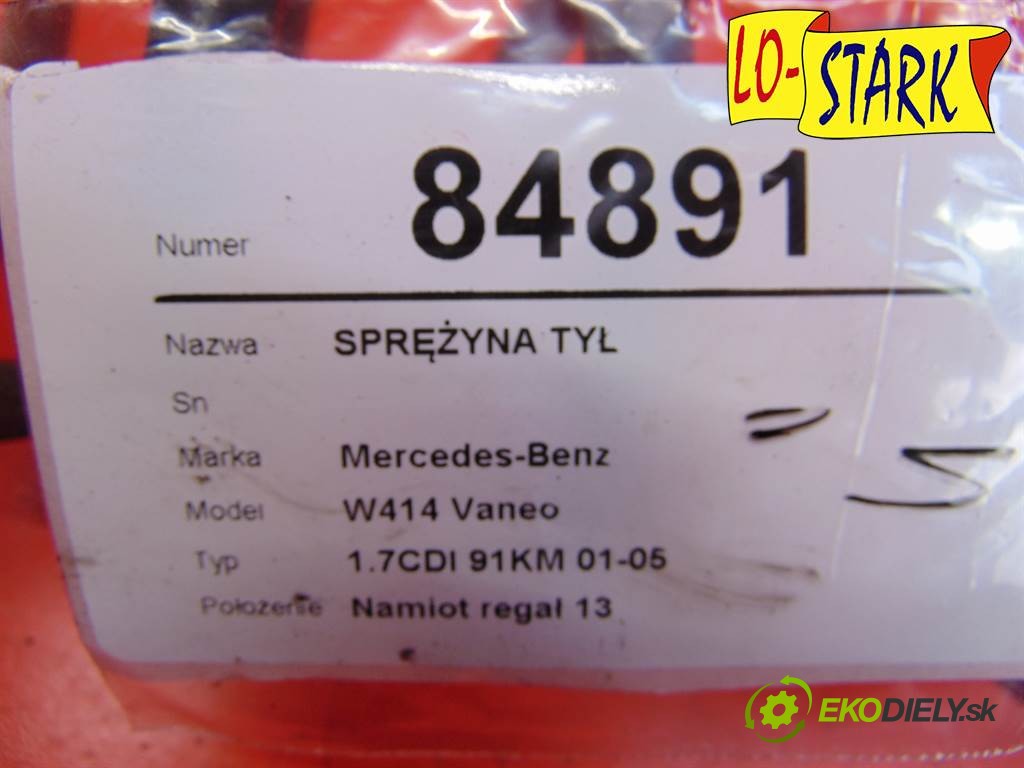 LO-STARK
Numer 84891
Nazwa SPRĘŻYNA TYŁ
Sn
Marka Mercedes-Benz
Model W414 Vaneo
Typ 1.7CDI 91KM 01-05
Położenie Namiot regał 13
EKODIELY.sk